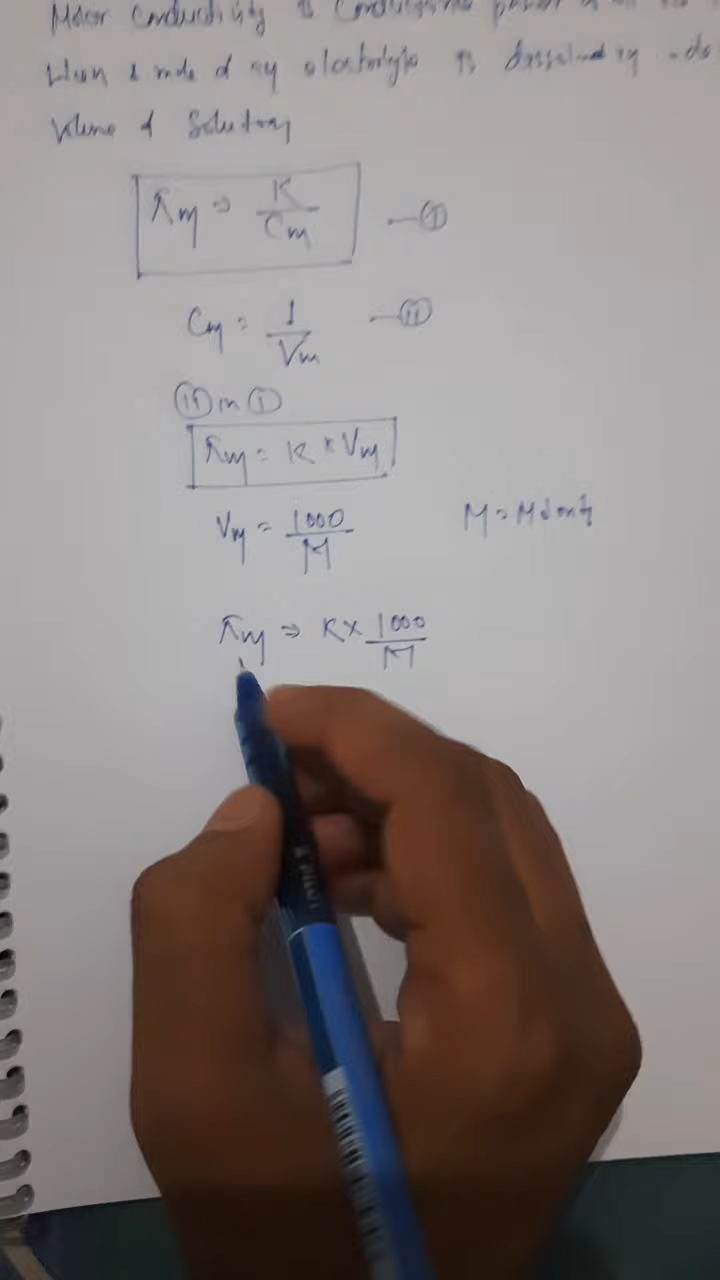 Molar Conductivity is Conducting power of all the
When 1 mole of any electrolyte is dissolved in
Volume of Solution
Λm ⇒ K/Cm —(I)
Cm = 1/Vm —(II)
(II) in (I)
Λm = K × Vm
Vm = 1000/M M = Molarity
Λm ⇒ K × 1000/M
PILOT